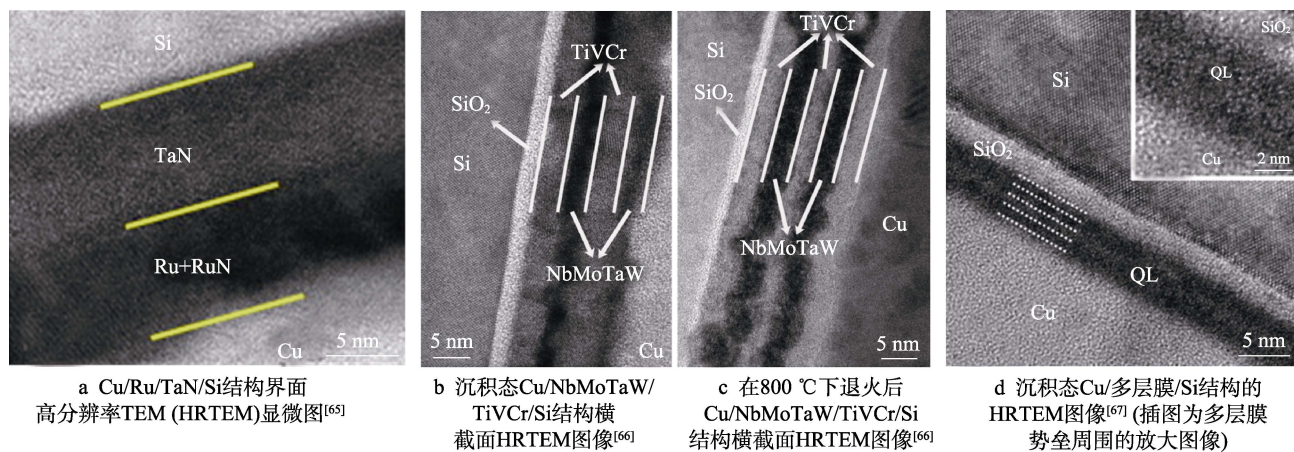 Si
TaN
Ru+RuN
Cu
5 nm
TiVCr
SiO2
Si
NbMoTaW
5 nm
Cu
TiVCr
Si
SiO2
Cu
NbMoTaW
5 nm
SiO2
QL
Cu
2 nm
Si
SiO2
QL
Cu
5 nm
a Cu/Ru/TaN/Si结构界面
高分辨率TEM (HRTEM)显微图[65]
b 沉积态Cu/NbMoTaW/
TiVCr/Si结构横
截面HRTEM图像[66]
c 在800 ℃下退火后
Cu/NbMoTaW/TiVCr/Si
结构横截面HRTEM图像[66]
d 沉积态Cu/多层膜/Si结构的
HRTEM图像[67] (插图为多层膜
势垒周围的放大图像)